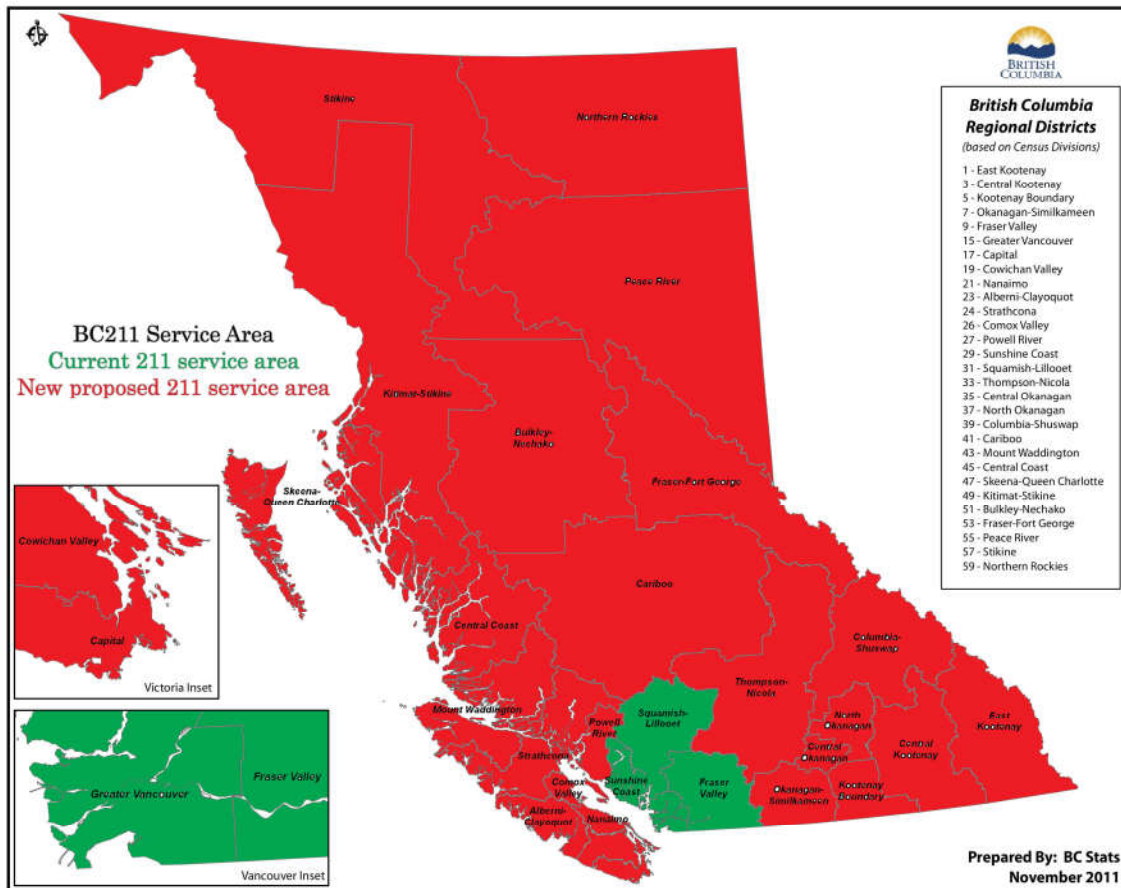 BRITISH
COLUMBIA
British Columbia
Regional Districts
(based on Census Divisions)
1 - East Kootenay
3 - Central Kootenay
5 - Kootenay Boundary
7 - Okanagan-Similkameen
9 - Fraser Valley
15 - Greater Vancouver
17 - Capital
19 - Cowichan Valley
21 - Nanaimo
23 - Alberni-Clayoquot
24 - Strathcona
26 - Comox Valley
27 - Powell River
29 - Sunshine Coast
31 - Squamish-Lillooet
33 - Thompson-Nicola
35 - Central Okanagan
37 - North Okanagan
39 - Columbia-Shuswap
41 - Cariboo
43 - Mount Waddington
45 - Central Coast
47 - Skeena-Queen Charlotte
49 - Kitimat-Stikine
51 - Bulkley-Nechako
53 - Fraser-Fort George
55 - Peace River
57 - Stikine
59 - Northern Rockies
Stikine
Northern Rockies
Peace River
BC211 Service Area
Current 211 service area
New proposed 211 service area
Kitimat-Stikine
Bulkley-
Nechako
Fraser-Fort George
Skeena-
Queen Charlotte
Cariboo
Central Coast
Columbia-
Shuswap
Thompson-
Nicola
Mount Waddington
Squamish-
Lillooet
Powell
River
North
Okanagan
East
Kootenay
Central
Okanagan
Central
Kootenay
Strathcona
Sunshine
Coast
Fraser
Valley
Comox
Valley
Okanagan-
Similkameen
Kootenay
Boundary
Alberni-
Clayoquot
Nanaimo
Cowichan Valley
Capital
Victoria Inset
Fraser Valley
Greater Vancouver
Vancouver Inset
Prepared By: BC Stats
November 2011